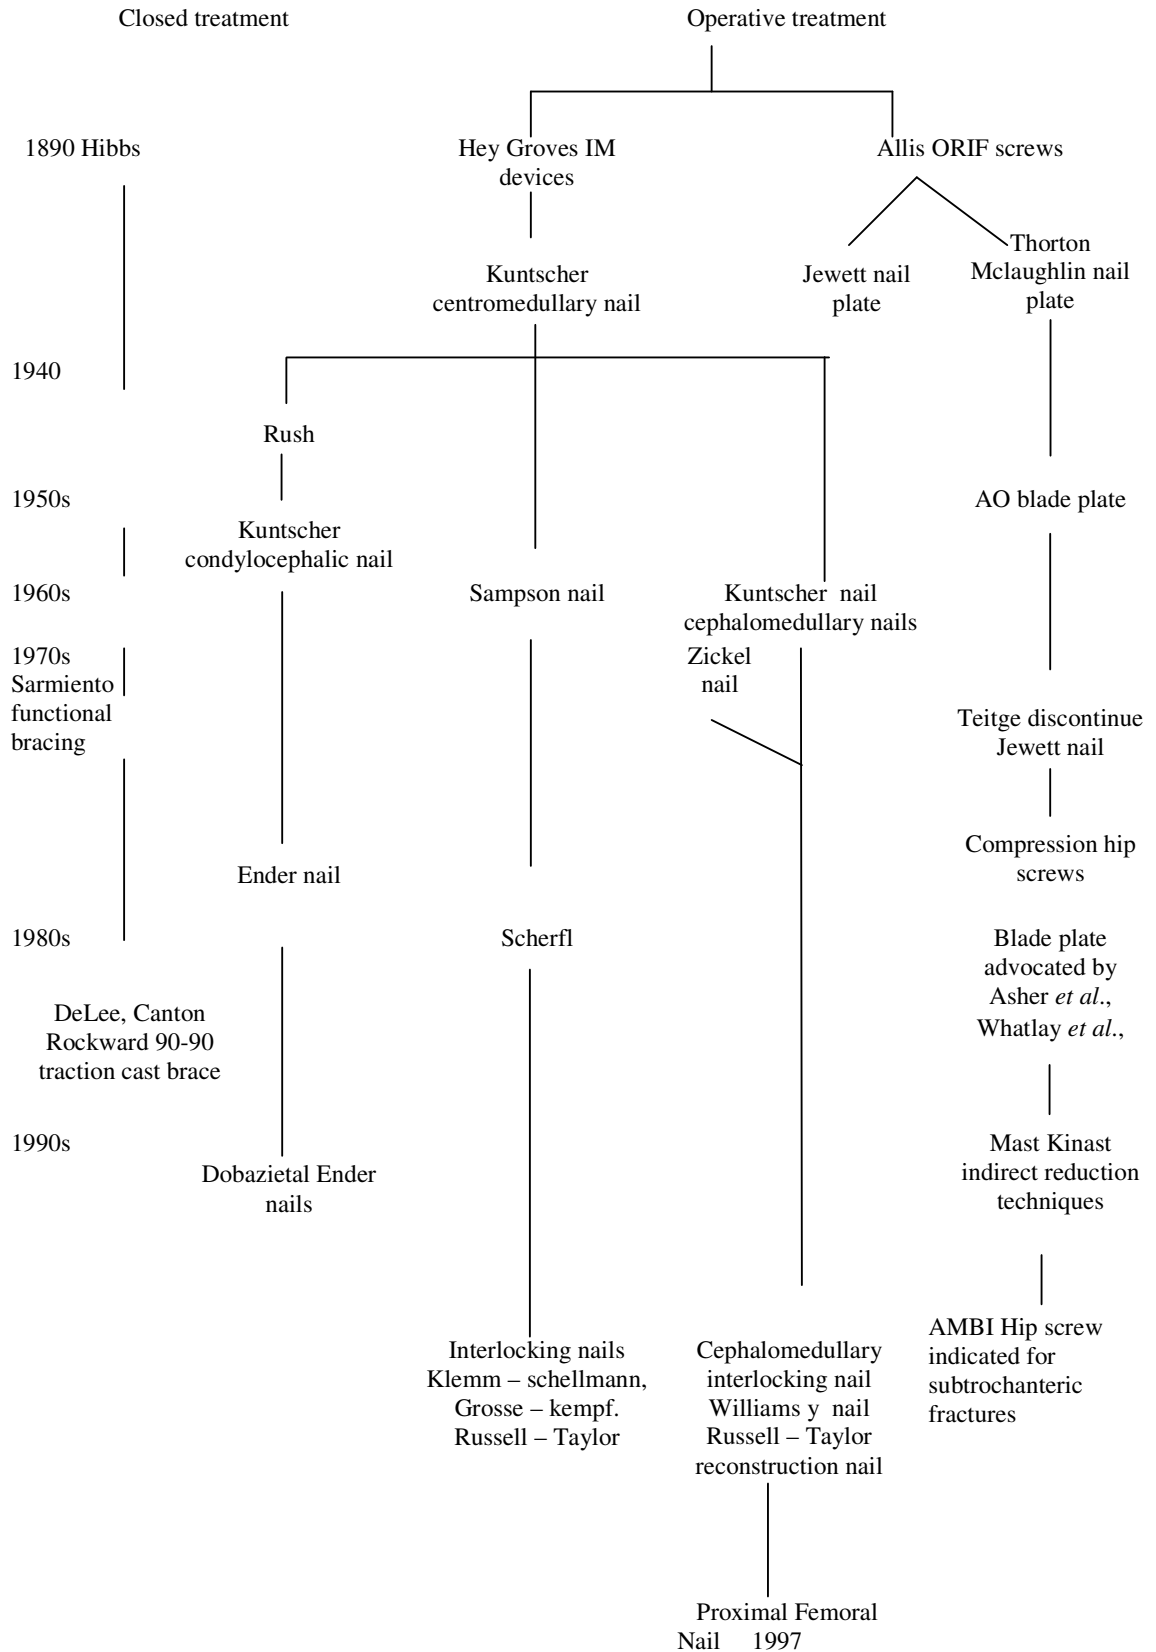 Closed treatment
Operative treatment
1890 Hibbs
Hey Groves IM
devices
Allis ORIF screws
Kuntscher
centromedullary nail
Jewett nail
plate
Thorton
Mclaughlin nail
plate
1940
Rush
1950s
Kuntscher
condylocephalic nail
AO blade plate
1960s
Sampson nail
Kuntscher nail
cephalomedullary nails
1970s
Sarmiento
functional
bracing
Zickel
nail
Teitge discontinue
Jewett nail
Compression hip
screws
Ender nail
1980s
Scherfl
Blade plate
advocated by
Asher et al.,
Whatlay et al.,
DeLee, Canton
Rockward 90-90
traction cast brace
1990s
Dobazietal Ender
nails
Mast Kinast
indirect reduction
techniques
Interlocking nails
Klemm – schellmann,
Grosse – kempf.
Russell – Taylor
Cephalomedullary
interlocking nail
Williams y nail
Russell – Taylor
reconstruction nail
AMBI Hip screw
indicated for
subtrochanteric
fractures
Proximal Femoral
Nail 1997